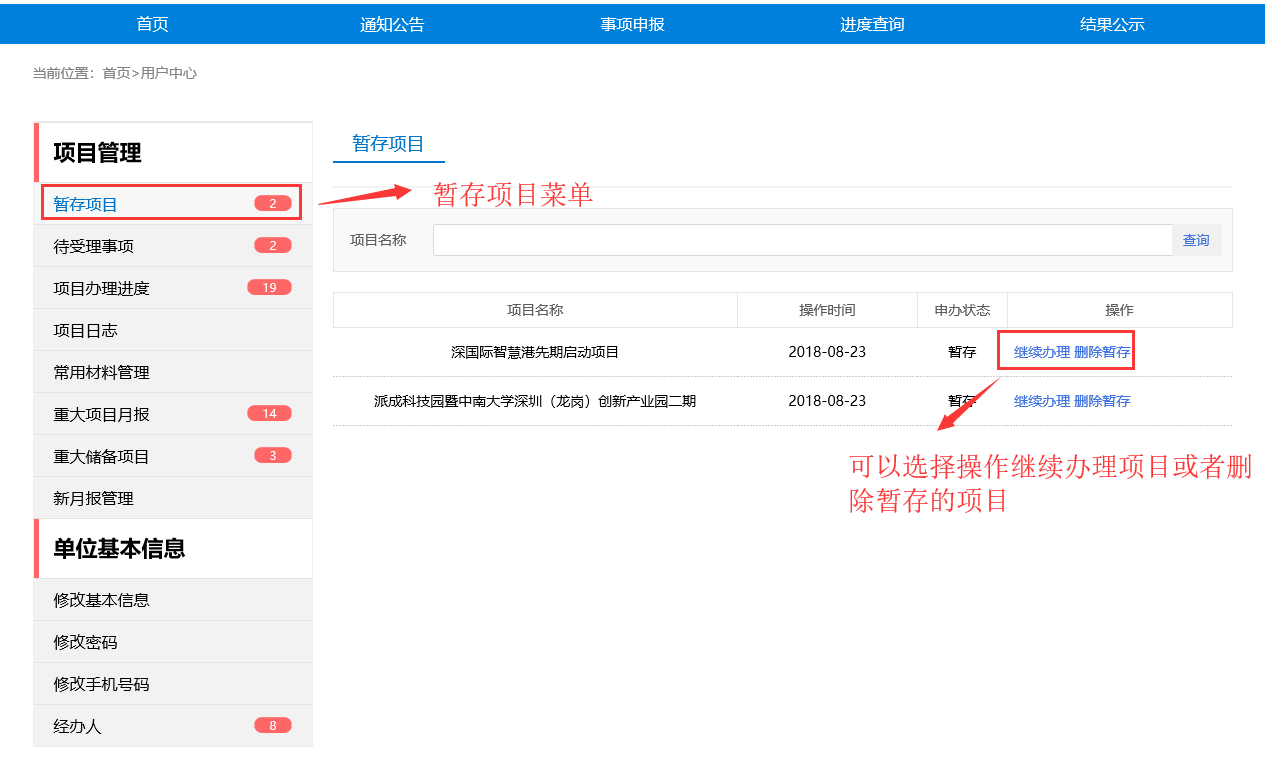 首页 通知公告 事项申报 进度查询 结果公示
当前位置：首页>用户中心
项目管理
暂存项目 2
待受理事项 2
项目办理进度 19
项目日志
常用材料管理
重大项目月报 14
重大储备项目 3
新月报管理
单位基本信息
修改基本信息
修改密码
修改手机号码
经办人 8
暂存项目
暂存项目菜单
项目名称 查询
项目名称 操作时间 申办状态 操作
深国际智慧港先期启动项目 2018-08-23 暂存 继续办理 删除暂存
派成科技园暨中南大学深圳（龙岗）创新产业园二期 2018-08-23 暂存 继续办理 删除暂存
可以选择操作继续办理项目或者删
除暂存的项目